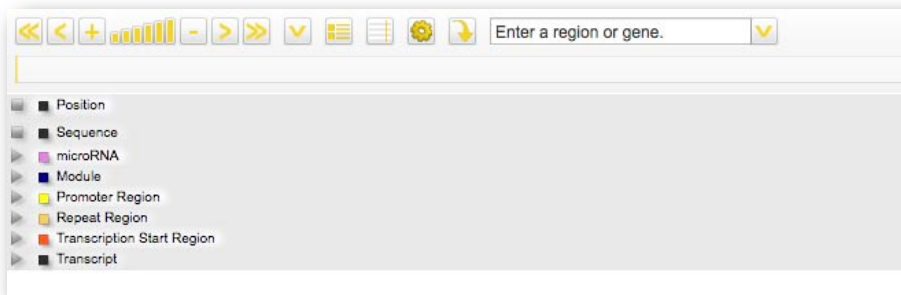 Enter a region or gene.
Position
Sequence
microRNA
Module
Promoter Region
Repeat Region
Transcription Start Region
Transcript